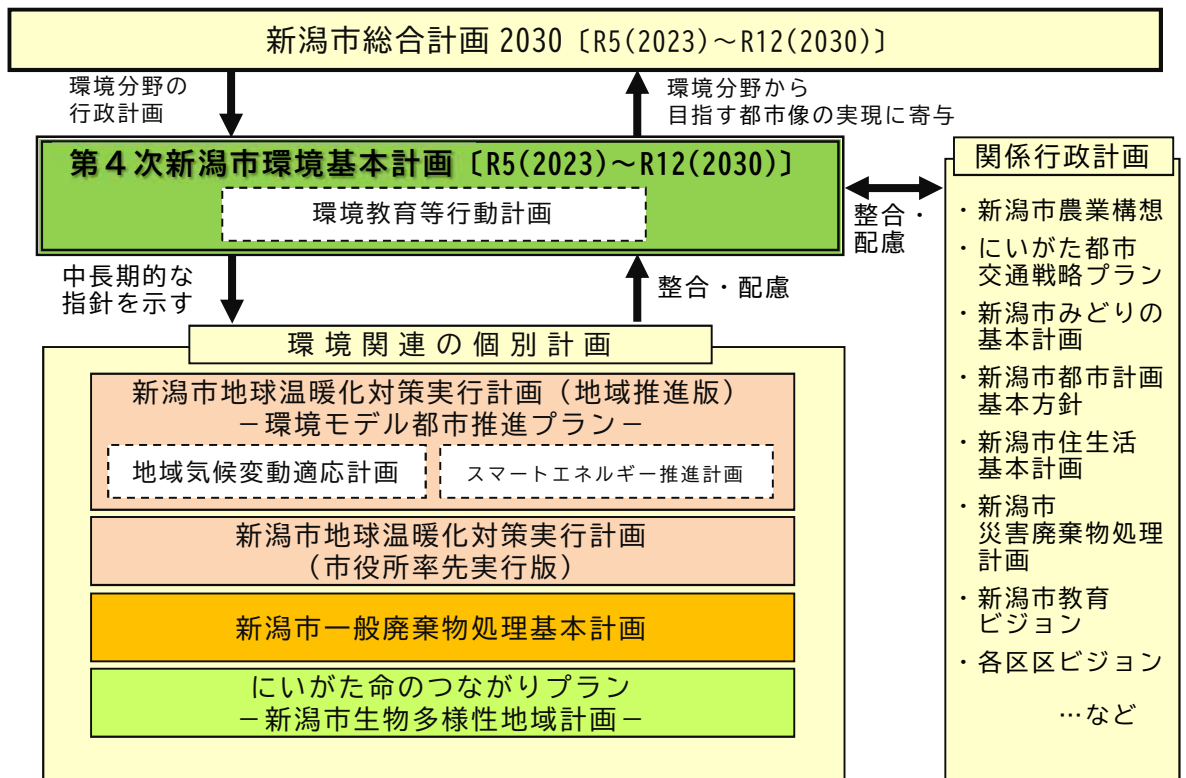 新潟市総合計画 2030〔R5(2023)～R12(2030)〕
環境分野の
行政計画
環境分野から
目指す都市像の実現に寄与
第４次新潟市環境基本計画〔R5(2023)～R12(2030)〕
環境教育等行動計画
整合・
配慮
中長期的な
指針を示す
整合・配慮
環境関連の個別計画
新潟市地球温暖化対策実行計画（地域推進版）
－環境モデル都市推進プラン－
地域気候変動適応計画
スマートエネルギー推進計画
新潟市地球温暖化対策実行計画
（市役所率先実行版）
新潟市一般廃棄物処理基本計画
にいがた命のつながりプラン
－新潟市生物多様性地域計画－
関係行政計画
・新潟市農業構想
・にいがた都市
交通戦略プラン
・新潟市みどりの
基本計画
・新潟市都市計画
基本方針
・新潟市住生活
基本計画
・新潟市
災害廃棄物処理
計画
・新潟市教育
ビジョン
・各区区ビジョン
…など